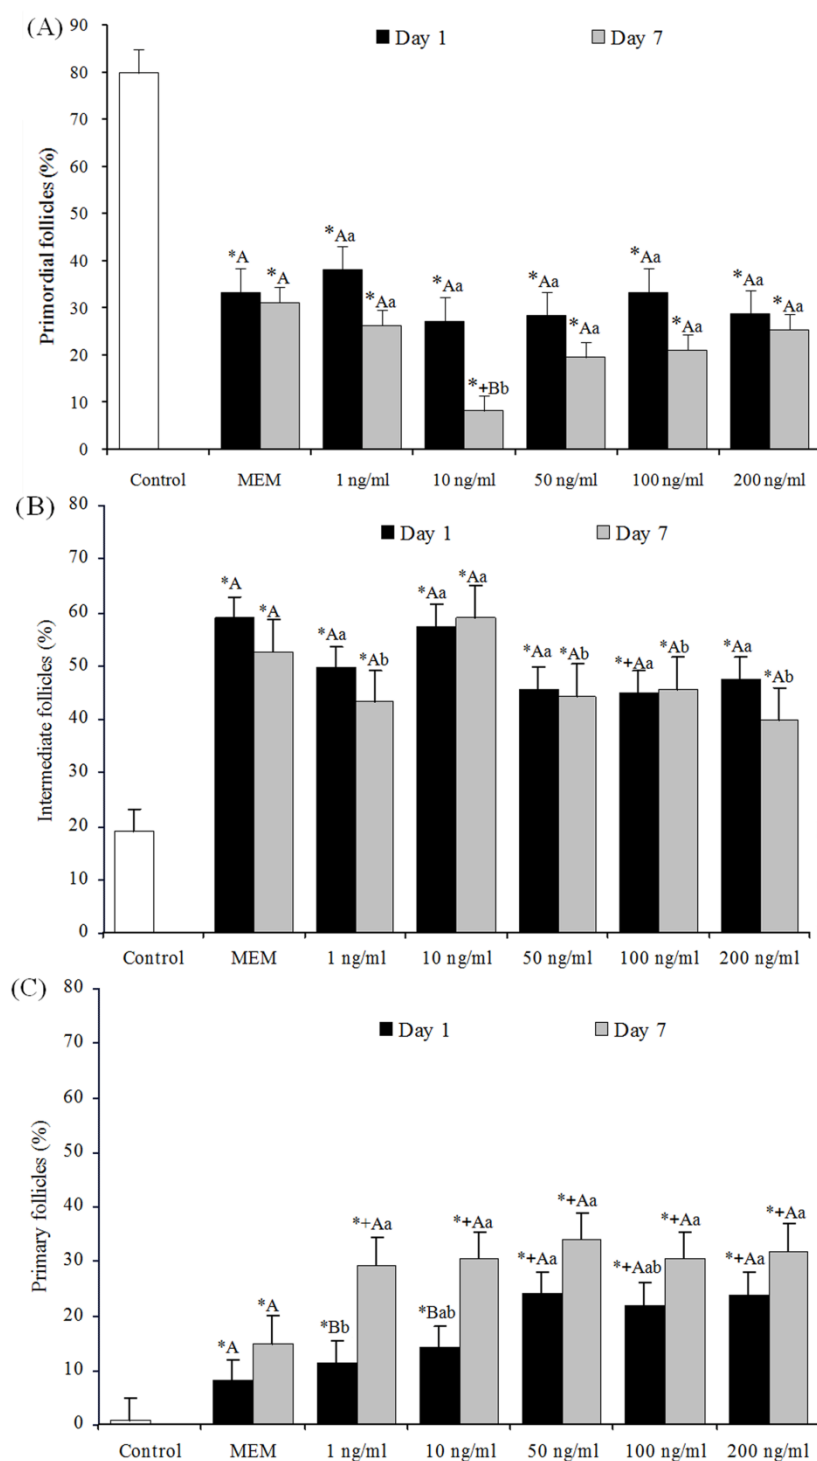 (A)
Day 1 Day 7
Primordial follicles (%)
90
80
70
60
50
40
30
20
10
0
*A *A *Aa *Aa *Aa *+Bb *Aa *Aa *Aa *Aa *Aa *Aa
Control MEM 1 ng/ml 10 ng/ml 50 ng/ml 100 ng/ml 200 ng/ml
(B)
Day 1 Day 7
Intermediate follicles (%)
80
70
60
50
40
30
20
10
0
*A *A *Aa *Ab *Aa *Aa *Aa *Ab *+Aa *Ab *Aa *Ab
Control MEM 1 ng/ml 10 ng/ml 50 ng/ml 100 ng/ml 200 ng/ml
(C)
Day 1 Day 7
Primary follicles (%)
80
70
60
50
40
30
20
10
0
*A *A *Bb *+Aa *Bab *+Aa *+Aa *+Aa *+Aab *+Aa *+Aa *+Aa
Control MEM 1 ng/ml 10 ng/ml 50 ng/ml 100 ng/ml 200 ng/ml